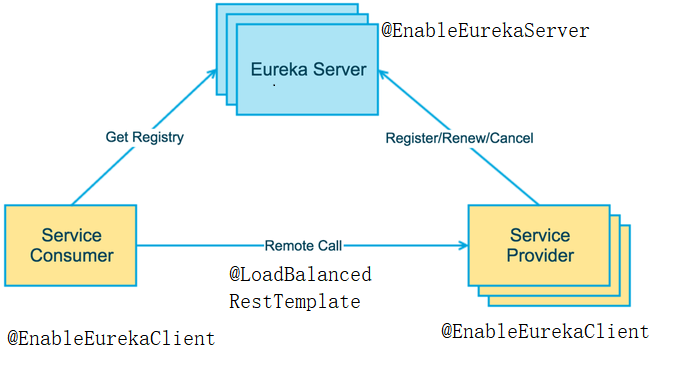 @EnableEurekaServer
Eureka Server
Get Registry
Register/Renew/Cancel
Service
Consumer
Remote Call
Service
Provider
@LoadBalanced
RestTemplate
@EnableEurekaClient
@EnableEurekaClient